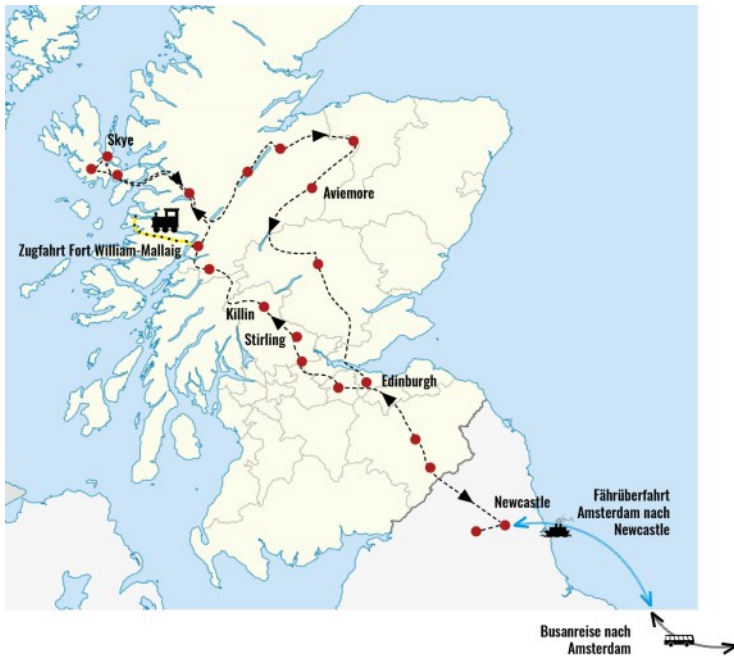 Skye
Aviemore
Zugfahrt Fort William-Mallaig
Killin
Stirling
Edinburgh
Newcastle
Fährüberfahrt
Amsterdam nach
Newcastle
Busanreise nach
Amsterdam